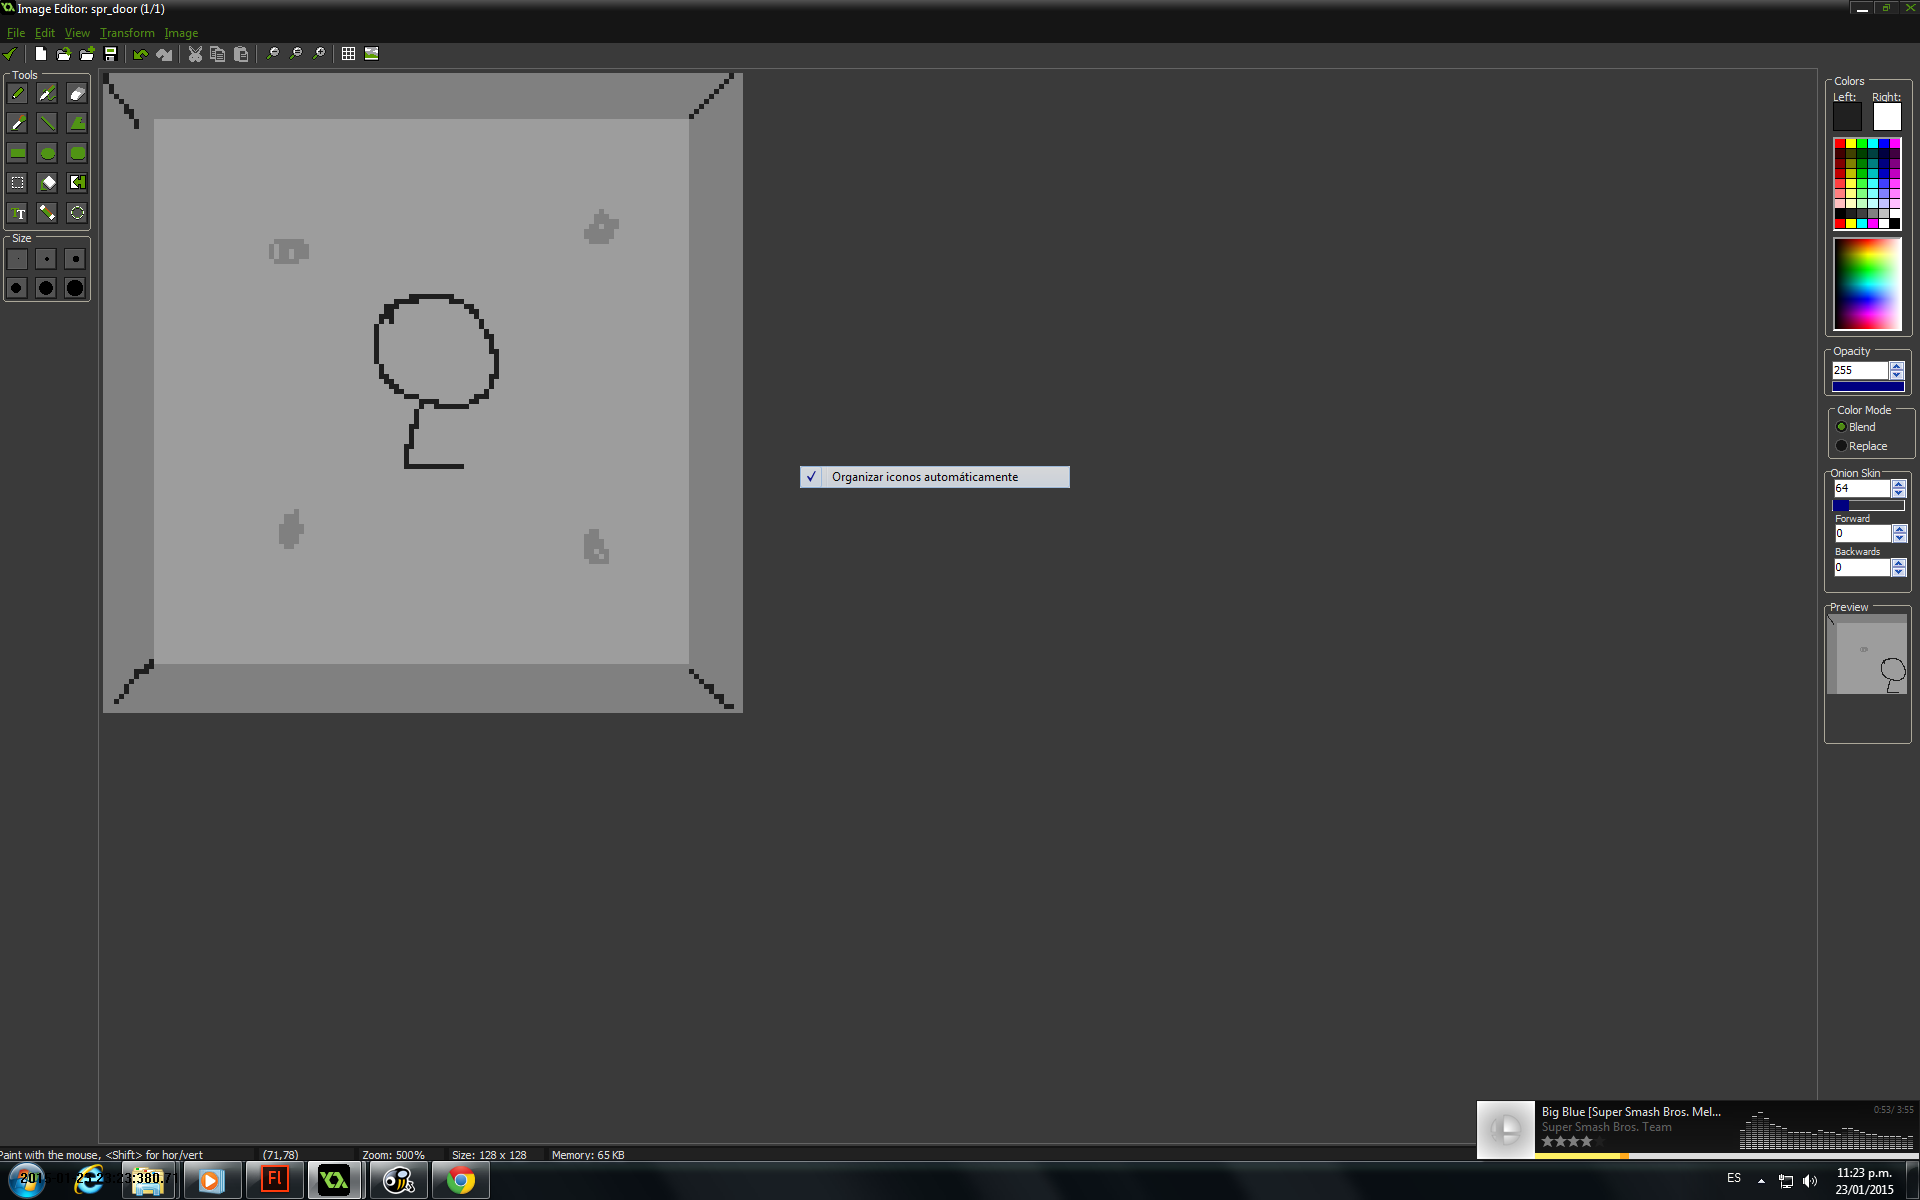 Image Editor: spr_door (1/1)
File Edit View Transform Image
Tools
TT
Size
Organizar iconos automáticamente
Colors
Left: Right:
Opacity
255
Color Mode
Blend
Replace
Onion Skin
64
Forward
0
Backwards
0
Preview
Big Blue [Super Smash Bros. Mel...
0:53/ 3:55
Super Smash Bros. Team
Paint with the mouse, <Shift> for hor/vert (71,78) Zoom: 500% Size: 128 x 128 Memory: 65 KB
Fl
ES
11:23 p.m.
23/01/2015